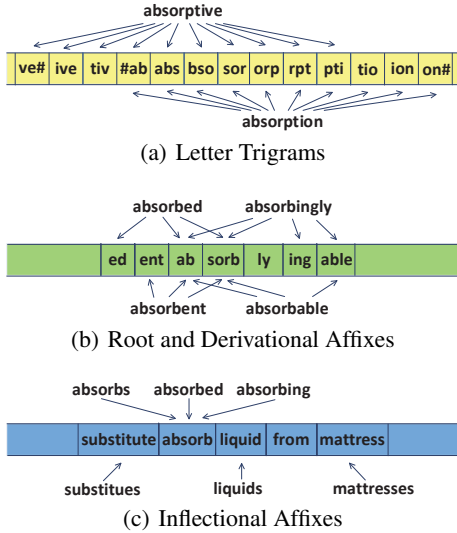 absorptive
ve# ive tiv #ab abs bso sor orp rpt pti tio ion on#
absorption
(a) Letter Trigrams
absorbed absorbingly
ed ent ab sorb ly ing able
absorbent absorbable
(b) Root and Derivational Affixes
absorbs absorbed absorbing
substitute absorb liquid from mattress
substitues liquids mattresses
(c) Inflectional Affixes